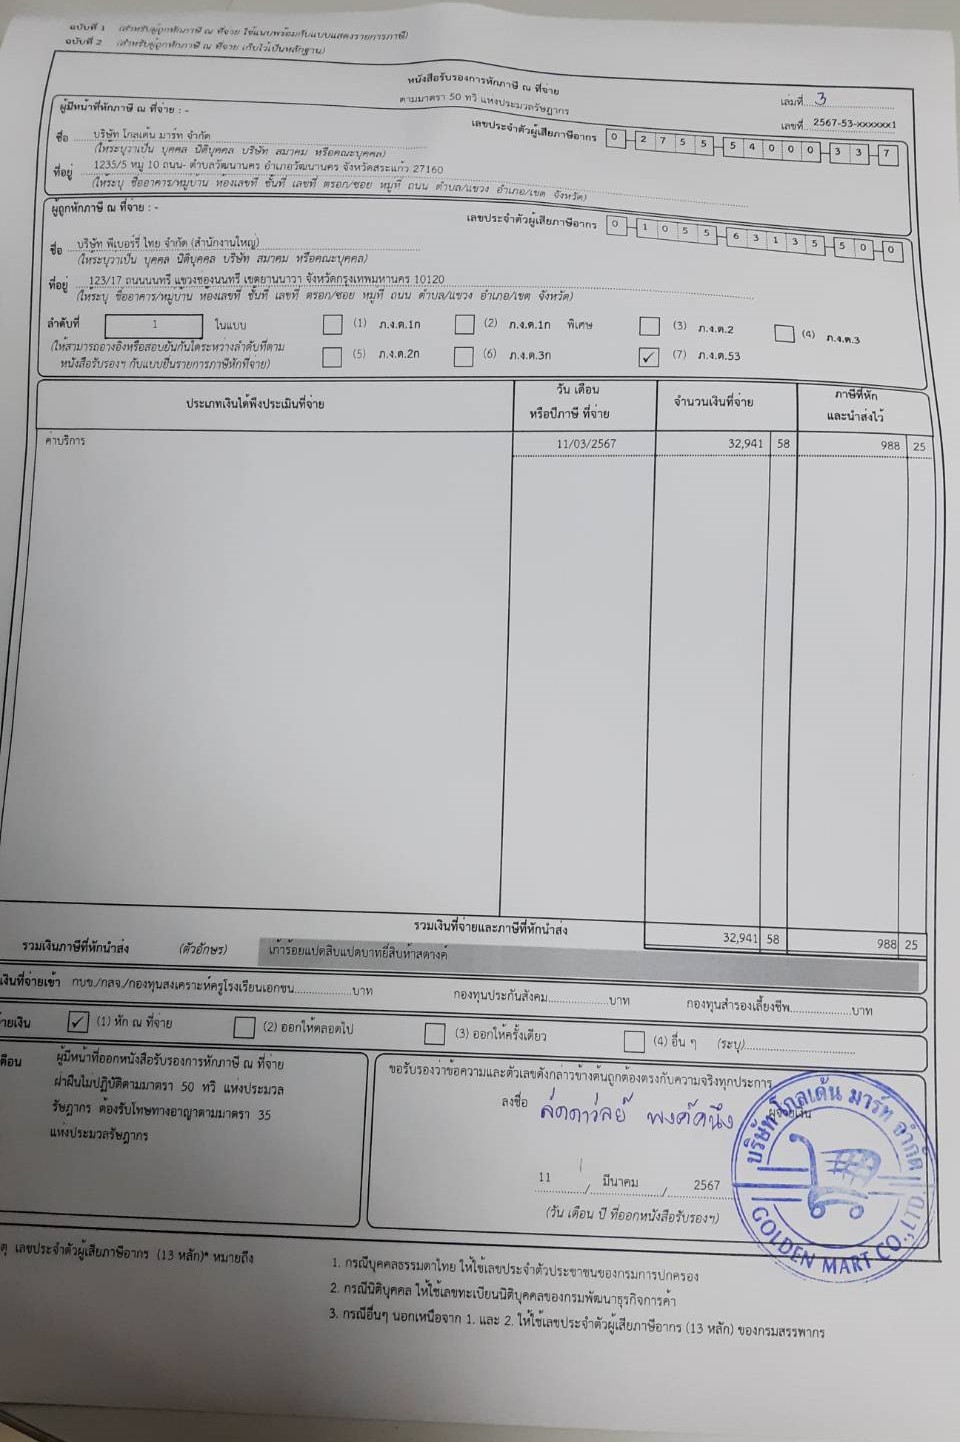 ฉบับที่ 1 (สำหรับผู้ถูกหักภาษี ณ ที่จ่าย ใช้แนบพร้อมกับแบบแสดงรายการภาษี)
ฉบับที่ 2 (สำหรับผู้ถูกหักภาษี ณ ที่จ่าย เก็บไว้เป็นหลักฐาน)
หนังสือรับรองการหักภาษี ณ ที่จ่าย
ตามมาตรา 50 ทวิ แห่งประมวลรัษฎากร
เล่มที่ 3
เลขที่ 2567-53-xxxxxx1
ผู้มีหน้าที่หักภาษี ณ ที่จ่าย : -
เลขประจำตัวผู้เสียภาษีอากร 0 2755 54000 33 7
ชื่อ บริษัท โกลเด้น มาร์ท จำกัด
(ให้ระบุว่าเป็น บุคคล นิติบุคคล บริษัท สมาคม หรือคณะบุคคล)
ที่อยู่ 1235/5 หมู่ 10 ถนน- ตำบลวัฒนานคร อำเภอวัฒนานคร จังหวัดสระแก้ว 27160
(ให้ระบุ ชื่ออาคาร/หมู่บ้าน ห้องเลขที่ ชั้นที่ เลขที่ ตรอก/ซอย หมู่ที่ ถนน ตำบล/แขวง อำเภอ/เขต จังหวัด)
ผู้ถูกหักภาษี ณ ที่จ่าย : -
เลขประจำตัวผู้เสียภาษีอากร 0 1055 63135 50 0
ชื่อ บริษัท พีเบอร์รี่ ไทย จำกัด (สำนักงานใหญ่)
(ให้ระบุว่าเป็น บุคคล นิติบุคคล บริษัท สมาคม หรือคณะบุคคล)
ที่อยู่ 123/17 ถนนนนทรี แขวงช่องนนทรี เขตยานนาวา จังหวัดกรุงเทพมหานคร 10120
(ให้ระบุ ชื่ออาคาร/หมู่บ้าน ห้องเลขที่ ชั้นที่ เลขที่ ตรอก/ซอย หมู่ที่ ถนน ตำบล/แขวง อำเภอ/เขต จังหวัด)
ลำดับที่ 1 ในแบบ (1) ภ.ง.ด.1ก (2) ภ.ง.ด.1ก พิเศษ (3) ภ.ง.ด.2 (4) ภ.ง.ด.3
(ให้สามารถอ้างอิงหรือสอบยันกันได้ระหว่างลำดับที่ตาม
หนังสือรับรองฯ กับแบบยื่นรายการภาษีหักที่จ่าย) (5) ภ.ง.ด.2ก (6) ภ.ง.ด.3ก ✓ (7) ภ.ง.ด.53
ประเภทเงินได้พึงประเมินที่จ่าย
วัน เดือน
หรือปีภาษี ที่จ่าย
จำนวนเงินที่จ่าย
ภาษีที่หัก
และนำส่งไว้
ค่าบริการ 11/03/2567 32,941 58 988 25
รวมเงินที่จ่ายและภาษีที่หักนำส่ง 32,941 58 988 25
รวมเงินภาษีที่หักนำส่ง (ตัวอักษร) เก้าร้อยแปดสิบแปดบาทยี่สิบห้าสตางค์
เงินที่จ่ายเข้า กบข./กสจ./กองทุนสงเคราะห์ครูโรงเรียนเอกชน....................บาท กองทุนประกันสังคม....................บาท กองทุนสำรองเลี้ยงชีพ....................บาท
ายเงิน ✓ (1) หัก ณ ที่จ่าย (2) ออกให้ตลอดไป (3) ออกให้ครั้งเดียว (4) อื่น ๆ (ระบุ)....................
ตือน ผู้มีหน้าที่ออกหนังสือรับรองการหักภาษี ณ ที่จ่าย
ฝ่าฝืนไม่ปฏิบัติตามมาตรา 50 ทวิ แห่งประมวล
รัษฎากร ต้องรับโทษทางอาญาตามมาตรา 35
แห่งประมวลรัษฎากร
ขอรับรองว่าข้อความและตัวเลขดังกล่าวข้างต้นถูกต้องตรงกับความจริงทุกประการ
ลงชื่อ ลัดดาวัลย์ พงค์คนึง ผู้จ่ายเงิน
11 / มีนาคม / 2567
(วัน เดือน ปี ที่ออกหนังสือรับรองฯ)
บริษัท โกลเด้น มาร์ท จำกัด
GOLDEN MART CO.,LTD
ตุ เลขประจำตัวผู้เสียภาษีอากร (13 หลัก)* หมายถึง
1. กรณีบุคคลธรรมดาไทย ให้ใช้เลขประจำตัวประชาชนของกรมการปกครอง
2. กรณีนิติบุคคล ให้ใช้เลขทะเบียนนิติบุคคลของกรมพัฒนาธุรกิจการค้า
3. กรณีอื่นๆ นอกเหนือจาก 1. และ 2. ให้ใช้เลขประจำตัวผู้เสียภาษีอากร (13 หลัก) ของกรมสรรพากร